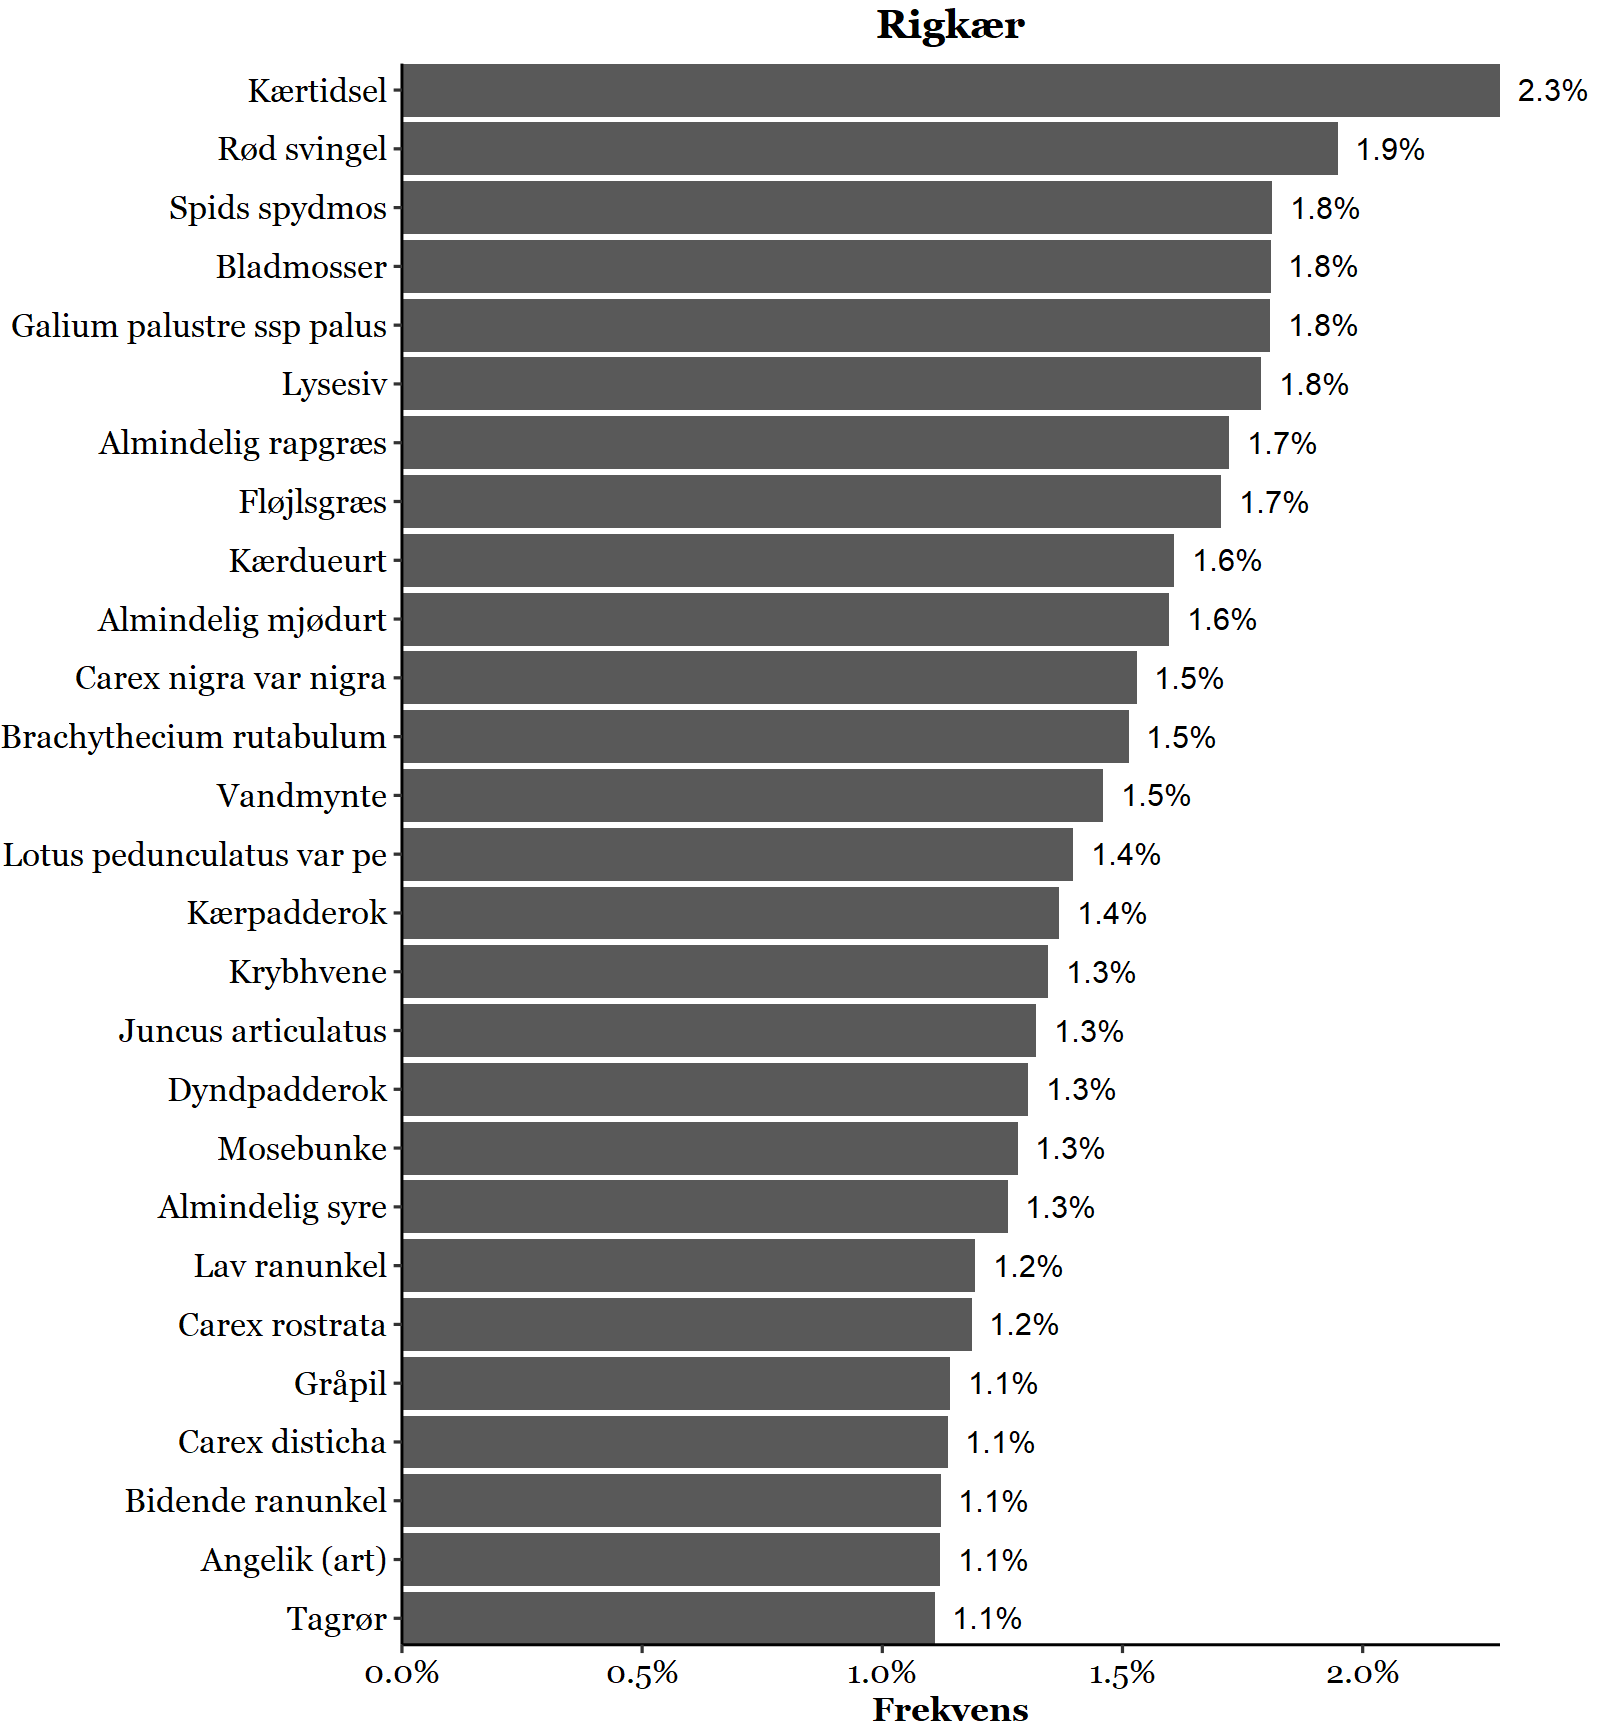 Rigkær
Kærtidsel 2.3%
Rød svingel 1.9%
Spids spydmos 1.8%
Bladmosser 1.8%
Galium palustre ssp palus 1.8%
Lysesiv 1.8%
Almindelig rapgræs 1.7%
Fløjlsgræs 1.7%
Kærdueurt 1.6%
Almindelig mjødurt 1.6%
Carex nigra var nigra 1.5%
Brachythecium rutabulum 1.5%
Vandmynte 1.5%
Lotus pedunculatus var pe 1.4%
Kærpadderok 1.4%
Krybhvene 1.3%
Juncus articulatus 1.3%
Dyndpadderok 1.3%
Mosebunke 1.3%
Almindelig syre 1.3%
Lav ranunkel 1.2%
Carex rostrata 1.2%
Gråpil 1.1%
Carex disticha 1.1%
Bidende ranunkel 1.1%
Angelik (art) 1.1%
Tagrør 1.1%
0.0% 0.5% 1.0% 1.5% 2.0%
Frekvens